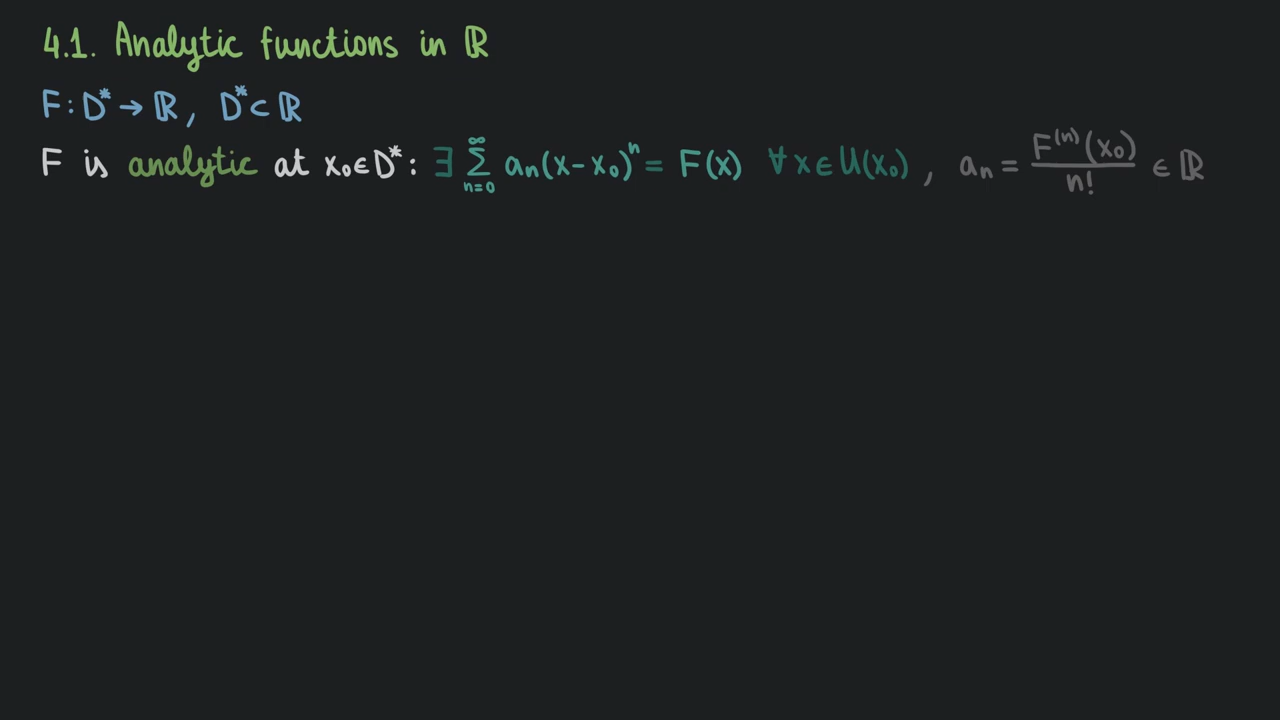 4.1. Analytic functions in ℝ
F: D* → ℝ, D* ⊂ ℝ
F is analytic at x₀ ∈ D*: ∃ ∑_{n=0}^{∞} aₙ(x-x₀)ⁿ = F(x) ∀ x ∈ U(x₀), aₙ = F⁽ⁿ⁾(x₀)/n! ∈ ℝ